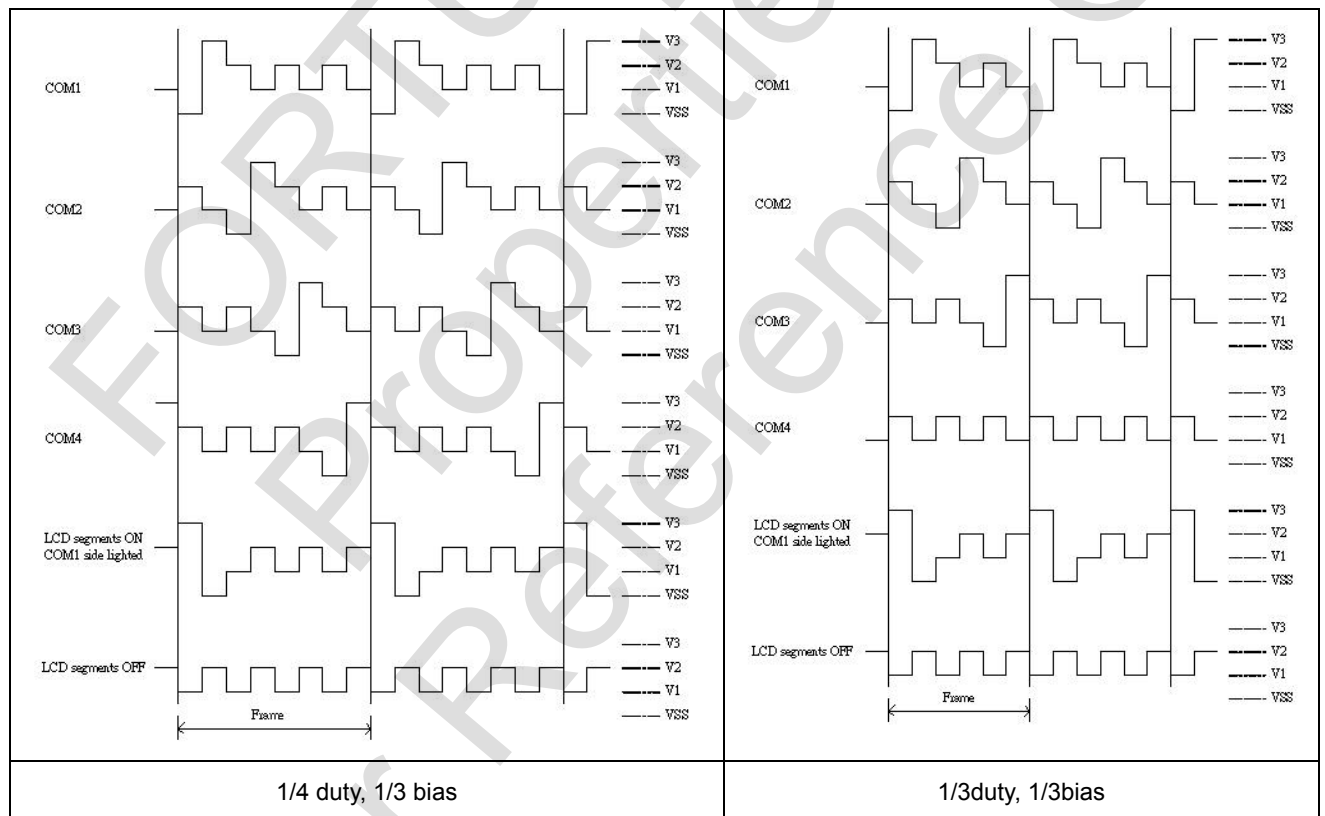 COM1
V3
V2
V1
VSS
COM2
V3
V2
V1
VSS
COM3
V3
V2
V1
VSS
COM4
V3
V2
V1
VSS
LCD segments ON
COM1 side lighted
V3
V2
V1
VSS
LCD segments OFF
V3
V2
V1
VSS
Frame
1/4 duty, 1/3 bias
COM1
V3
V2
V1
VSS
COM2
V3
V2
V1
VSS
COM3
V3
V2
V1
VSS
COM4
V3
V2
V1
VSS
LCD segments ON
COM1 side lighted
V3
V2
V1
VSS
LCD segments OFF
V3
V2
V1
VSS
Frame
1/3duty, 1/3bias
Reference